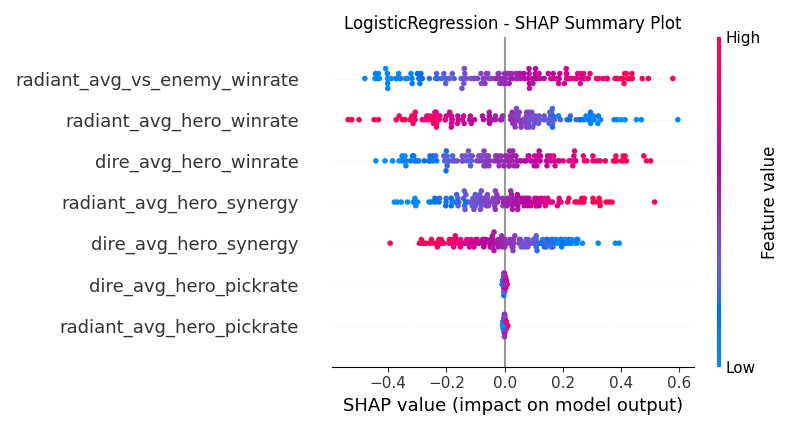 LogisticRegression - SHAP Summary Plot
High
radiant_avg_vs_enemy_winrate
radiant_avg_hero_winrate
dire_avg_hero_winrate
radiant_avg_hero_synergy
dire_avg_hero_synergy
dire_avg_hero_pickrate
radiant_avg_hero_pickrate
Feature value
Low
−0.4 −0.2 0.0 0.2 0.4 0.6
SHAP value (impact on model output)